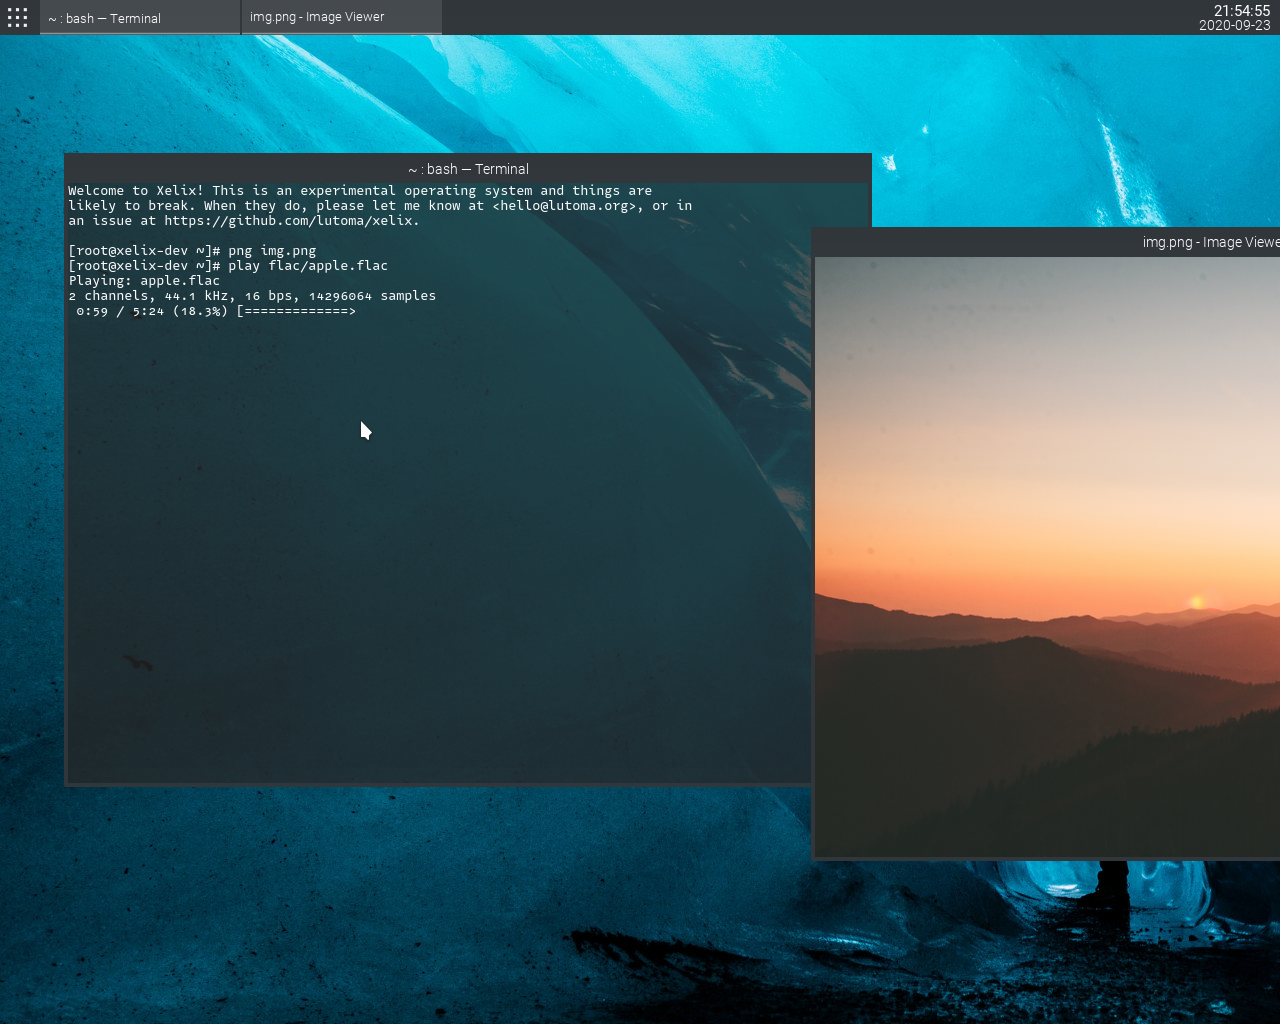 ~ : bash — Terminal
img.png - Image Viewer
21:54:55
2020-09-23
~ : bash — Terminal
Welcome to Xelix! This is an experimental operating system and things are
likely to break. When they do, please let me know at <hello@lutoma.org>, or in
an issue at https://github.com/lutoma/xelix.
[root@xelix-dev ~]# png img.png
[root@xelix-dev ~]# play flac/apple.flac
Playing: apple.flac
2 channels, 44.1 kHz, 16 bps, 14296064 samples
0:59 / 5:24 (18.3%) [=============>
img.png - Image Viewe